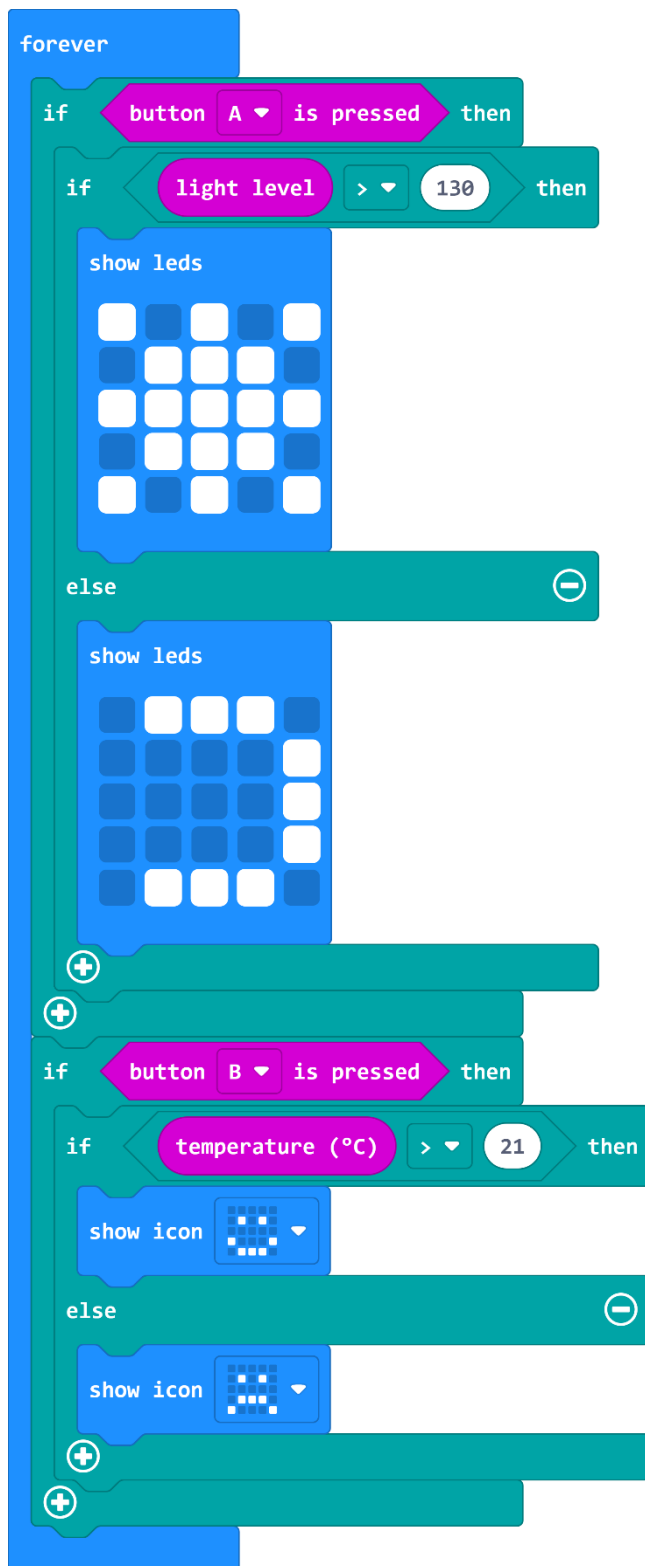 forever
if button A is pressed then
if light level > 130 then
show leds
else
show leds
if button B is pressed then
if temperature (°C) > 21 then
show icon
else
show icon